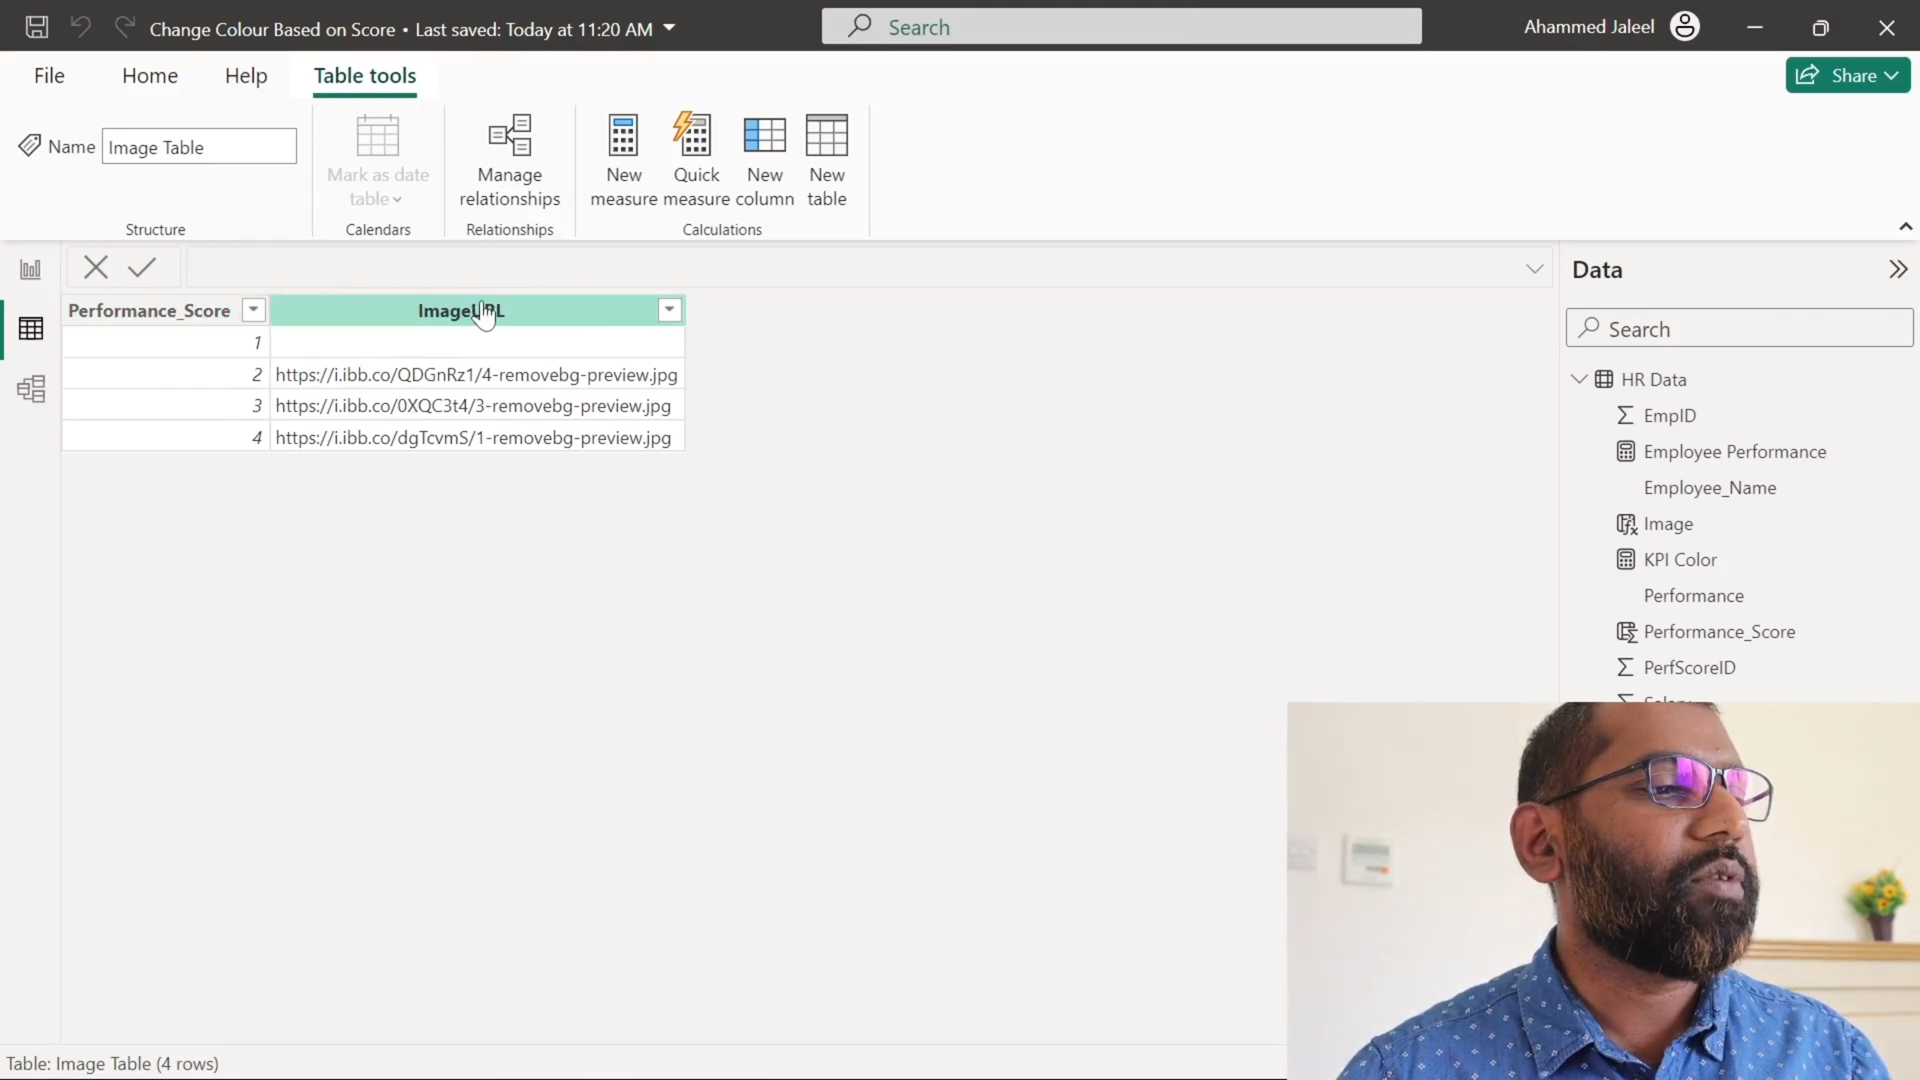 Change Colour Based on Score • Last saved: Today at 11:20 AM
Search
Ahammed Jaleel
File
Home
Help
Table tools
Share
Name
Image Table
Mark as date
table
Manage
relationships
New
measure
Quick
measure
New
column
New
table
Structure
Calendars
Relationships
Calculations
Data
Performance_Score
ImageURL
Search
1
2 https://i.ibb.co/QDGnRz1/4-removebg-preview.jpg
3 https://i.ibb.co/0XQC3t4/3-removebg-preview.jpg
4 https://i.ibb.co/dgTcvmS/1-removebg-preview.jpg
HR Data
EmpID
Employee Performance
Employee_Name
Image
KPI Color
Performance
Performance_Score
PerfScoreID
Table: Image Table (4 rows)